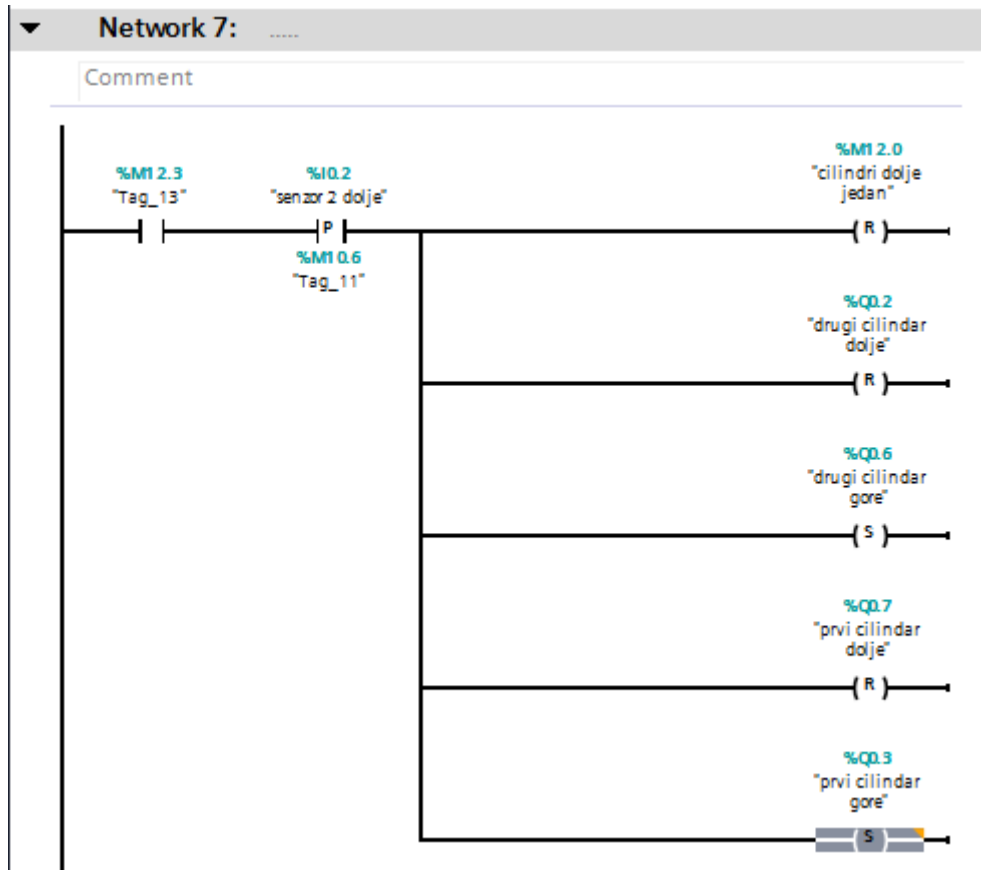 Network 7: .....
Comment
%M12.3
"Tag_13"
%I0.2
"senzor 2 dolje"
P
%M10.6
"Tag_11"
%M12.0
"cilindri dolje
jedan"
R
%Q0.2
"drugi cilindar
dolje"
R
%Q0.6
"drugi cilindar
gore"
S
%Q0.7
"prvi cilindar
dolje"
R
%Q0.3
"prvi cilindar
gore"
S